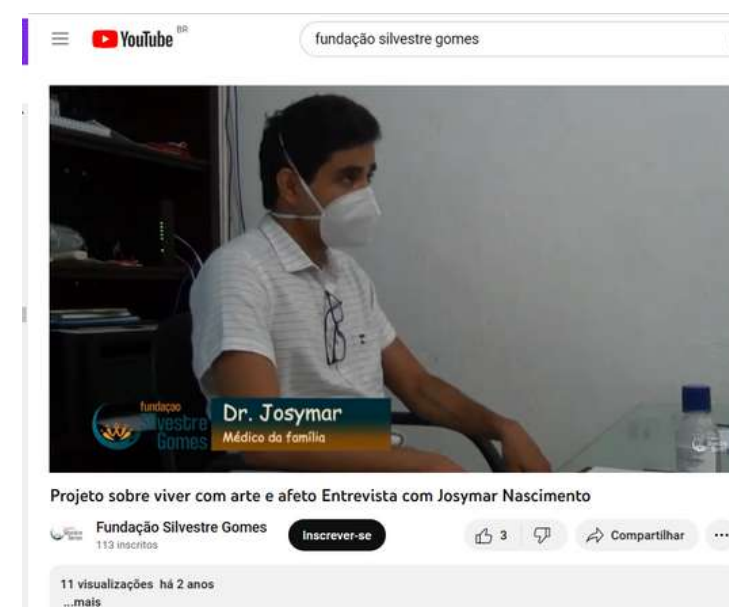 YouTube BR
fundação silvestre gomes
fundação
silvestre
Gomes
Dr. Josymar
Médico da família
Projeto sobre viver com arte e afeto Entrevista com Josymar Nascimento
Fundação Silvestre Gomes
113 inscritos
Inscrever-se
3
Compartilhar
11 visualizações há 2 anos
...mais